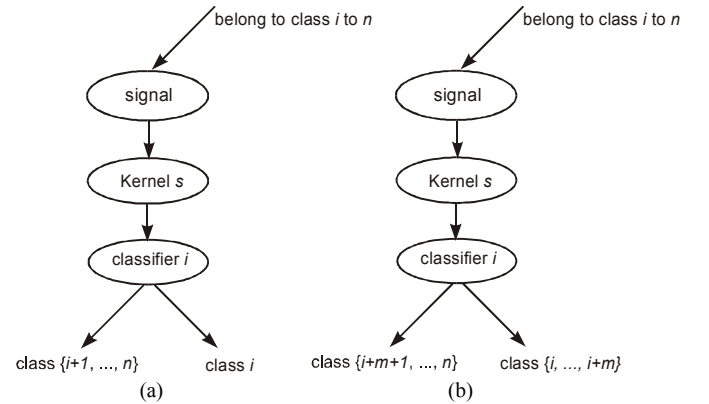 belong to class i to n
signal
Kernel s
classifier i
class {i+1, ..., n}
class i
(a)
belong to class i to n
signal
Kernel s
classifier i
class {i+m+1, ..., n}
class {i, ..., i+m}
(b)